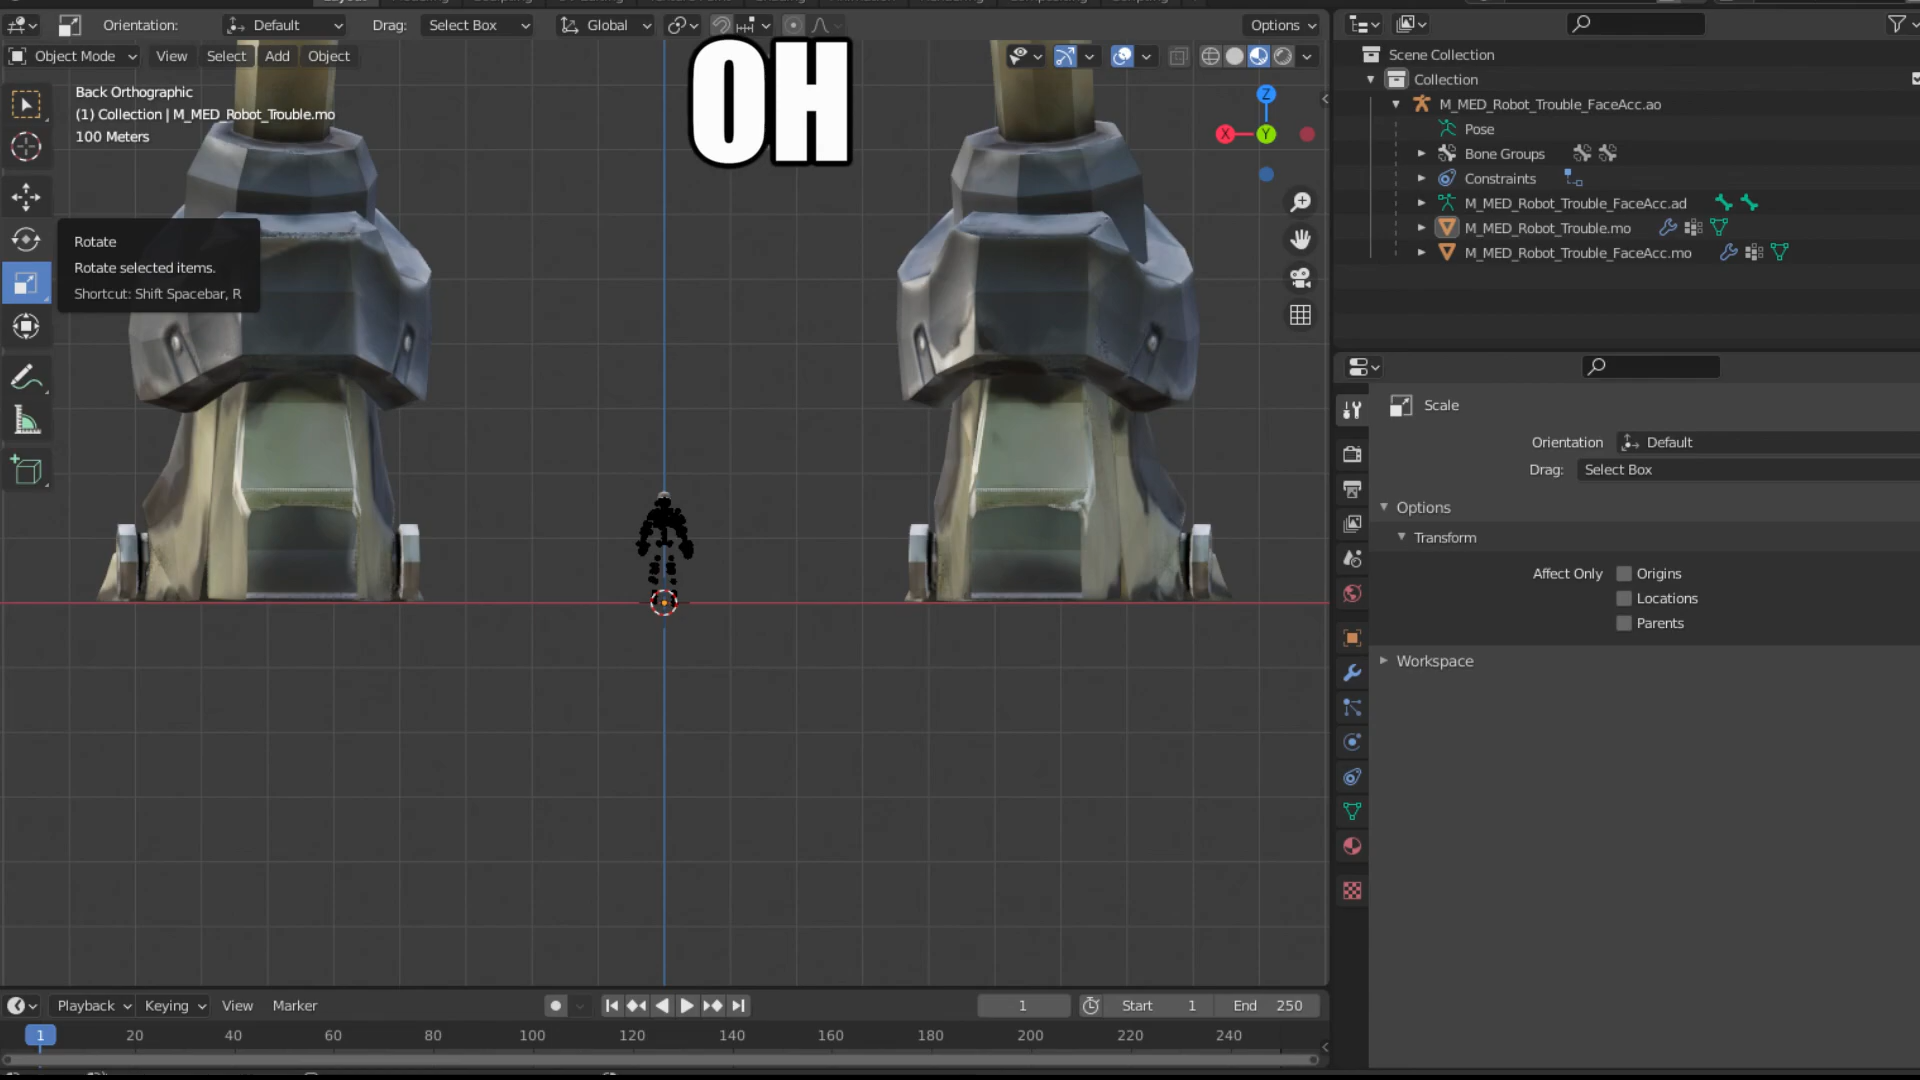 Orientation:
Default
Drag:
Select Box
Global
Options
Object Mode
View
Select
Add
Object
OH
Back Orthographic
(1) Collection | M_MED_Robot_Trouble.mo
100 Meters
Z
X
Y
Rotate
Rotate selected items.
Shortcut: Shift Spacebar, R
Scene Collection
Collection
M_MED_Robot_Trouble_FaceAcc.ao
Pose
Bone Groups
Constraints
M_MED_Robot_Trouble_FaceAcc.ad
M_MED_Robot_Trouble.mo
M_MED_Robot_Trouble_FaceAcc.mo
Scale
Orientation
Default
Drag:
Select Box
Options
Transform
Affect Only
Origins
Locations
Parents
Workspace
Playback
Keying
View
Marker
1
Start 1
End 250
1 20 40 60 80 100 120 140 160 180 200 220 240